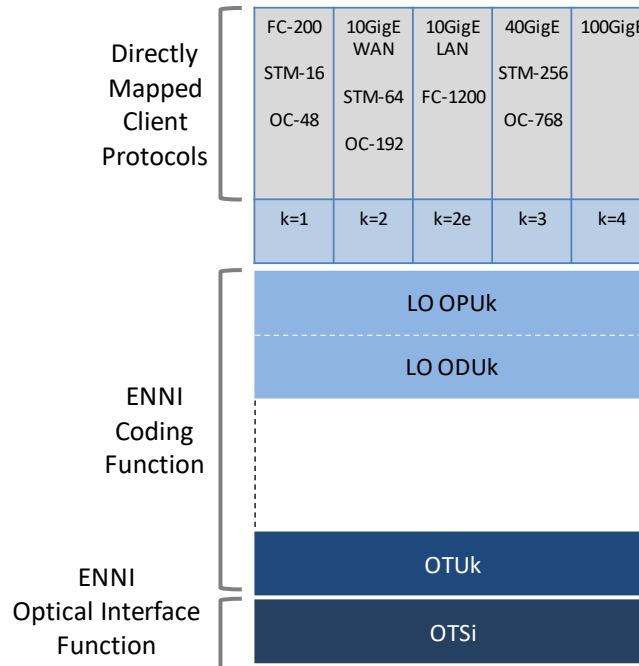 Directly
Mapped
Client
Protocols
FC-200
STM-16
OC-48
10GigE
WAN
STM-64
OC-192
10GigE
LAN
FC-1200
40GigE
STM-256
OC-768
100GigE
k=1
k=2
k=2e
k=3
k=4
ENNI
Coding
Function
LO OPUk
LO ODUk
OTUk
ENNI
Optical Interface
Function
OTSi